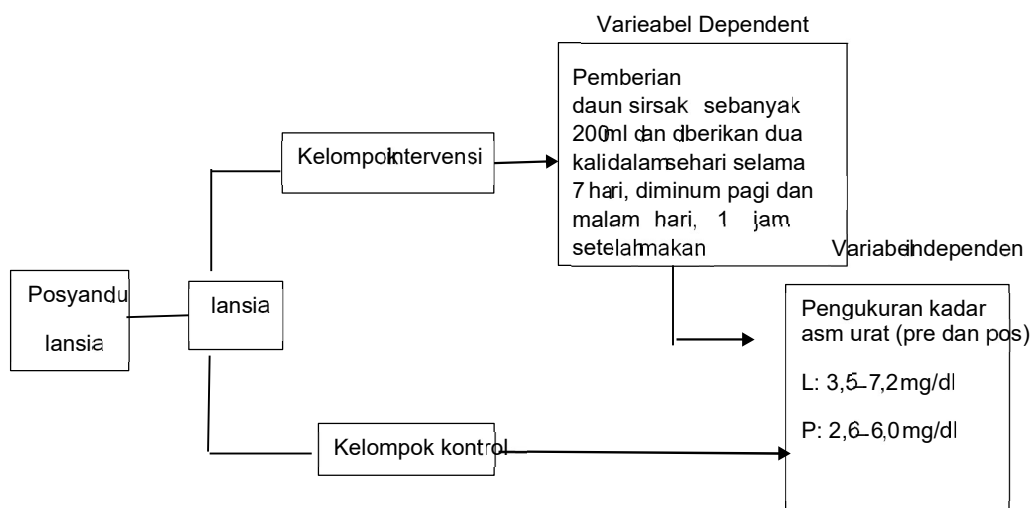 Varieabel Dependent
Pemberian
daun sirsak sebanyak
200ml dan diberikan dua
kalidalamsehari selama
7 hari, diminum pagi dan
malam hari, 1 jam
setelahmakan
Kelompokintervensi
Variabelindependen
Posyandu
lansia
lansia
Pengukuran kadar
asm urat (pre dan pos)
L: 3,5–7,2mg/dl
P: 2,6–6,0mg/dl
Kelompok kontrol